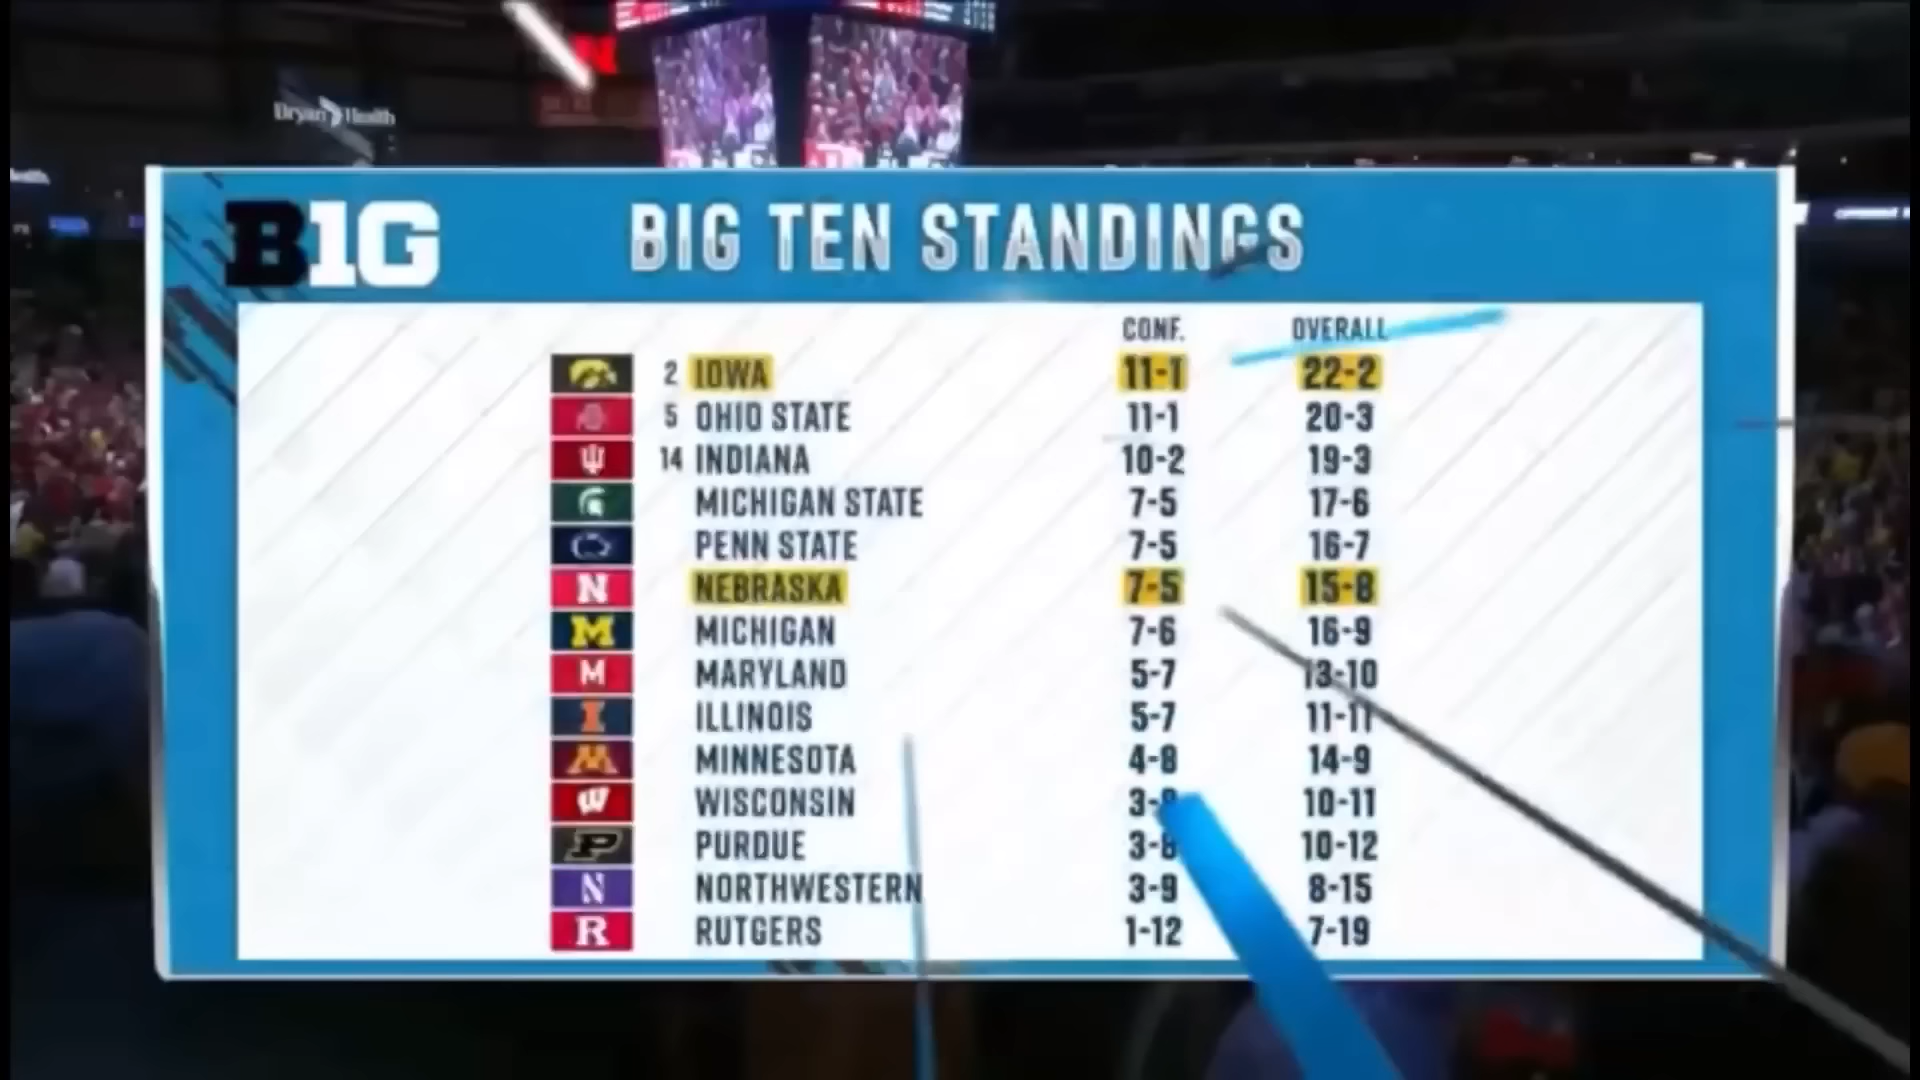 Bryan Health
B1G
BIG TEN STANDINGS
CONF. OVERALL
2 IOWA 11-1 22-2
5 OHIO STATE 11-1 20-3
14 INDIANA 10-2 19-3
MICHIGAN STATE 7-5 17-6
PENN STATE 7-5 16-7
N NEBRASKA 7-5 15-8
M MICHIGAN 7-6 16-9
M MARYLAND 5-7 13-10
I ILLINOIS 5-7 11-11
M MINNESOTA 4-8 14-9
W WISCONSIN 10-11
P PURDUE 3-8 10-12
N NORTHWESTERN 3-9 8-15
R RUTGERS 1-12 7-19